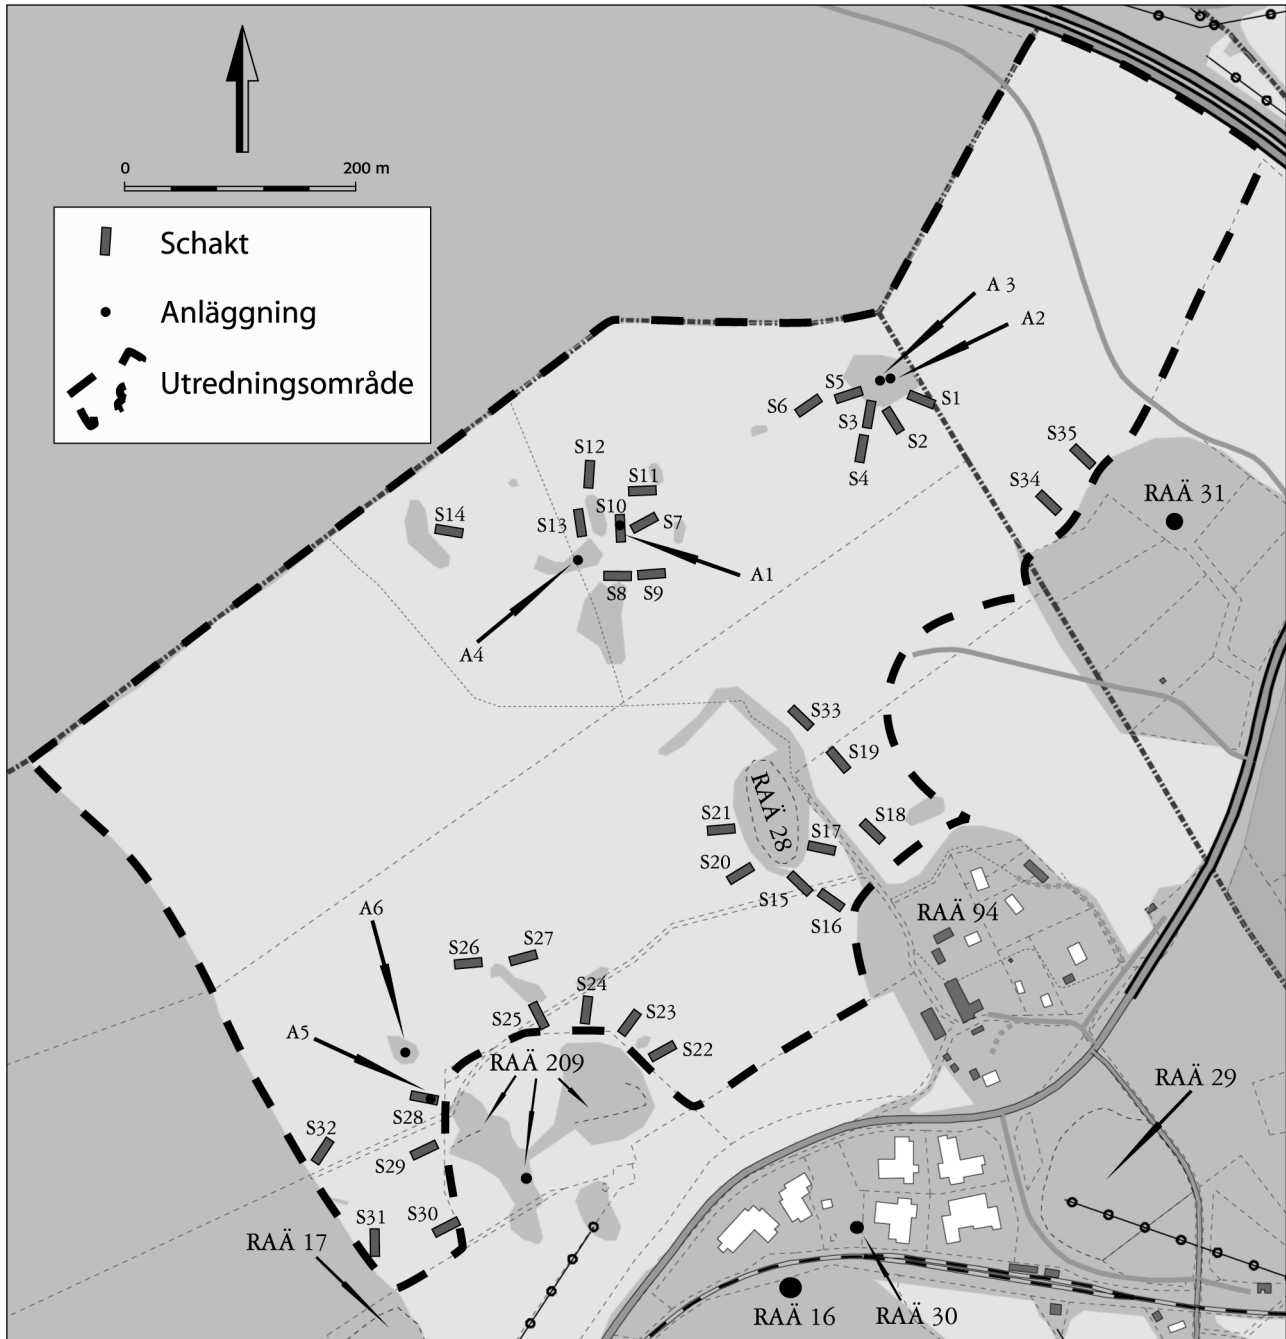 0 200 m
Schakt
Anläggning
Utredningsområde
A 3
A2
S5
S6
S1
S3
S2
S4
S35
S34
RAÄ 31
S12
S11
S14
S10
S13
S7
A1
S8
S9
A4
S33
S19
RAÄ 28
S21
S18
S17
S20
S15
S16
RAÄ 94
A6
S26
S27
S24
S25
S23
A5
S22
RAÄ 209
RAÄ 29
S28
S32
S29
S31
S30
RAÄ 17
RAÄ 16
RAÄ 30